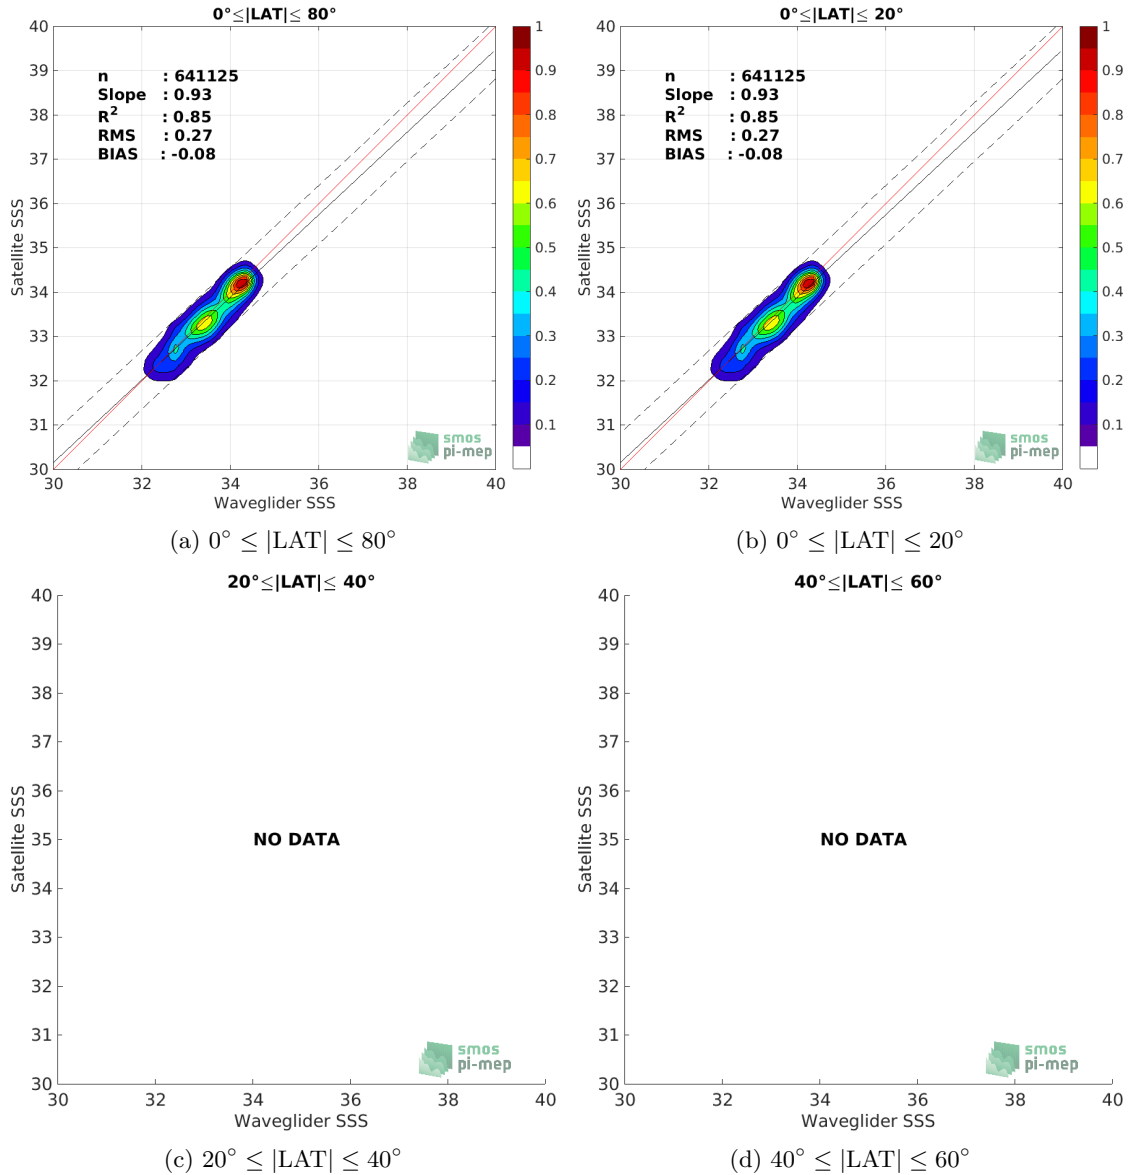 0°≤|LAT|≤ 80°
n : 641125
Slope : 0.93
R² : 0.85
RMS : 0.27
BIAS : -0.08
40
39
38
37
36
35
34
33
32
31
30
Satellite SSS
30 32 34 36 38 40
Waveglider SSS
1
0.9
0.8
0.7
0.6
0.5
0.4
0.3
0.2
0.1
smos
pi-mep
(a) 0° ≤ |LAT| ≤ 80°
0°≤|LAT|≤ 20°
n : 641125
Slope : 0.93
R² : 0.85
RMS : 0.27
BIAS : -0.08
40
39
38
37
36
35
34
33
32
31
30
Satellite SSS
30 32 34 36 38 40
Waveglider SSS
1
0.9
0.8
0.7
0.6
0.5
0.4
0.3
0.2
0.1
smos
pi-mep
(b) 0° ≤ |LAT| ≤ 20°
20°≤|LAT|≤ 40°
40
39
38
37
36
35
34
33
32
31
30
Satellite SSS
NO DATA
smos
pi-mep
30 32 34 36 38 40
Waveglider SSS
(c) 20° ≤ |LAT| ≤ 40°
40°≤|LAT|≤ 60°
40
39
38
37
36
35
34
33
32
31
30
Satellite SSS
NO DATA
smos
pi-mep
30 32 34 36 38 40
Waveglider SSS
(d) 40° ≤ |LAT| ≤ 60°